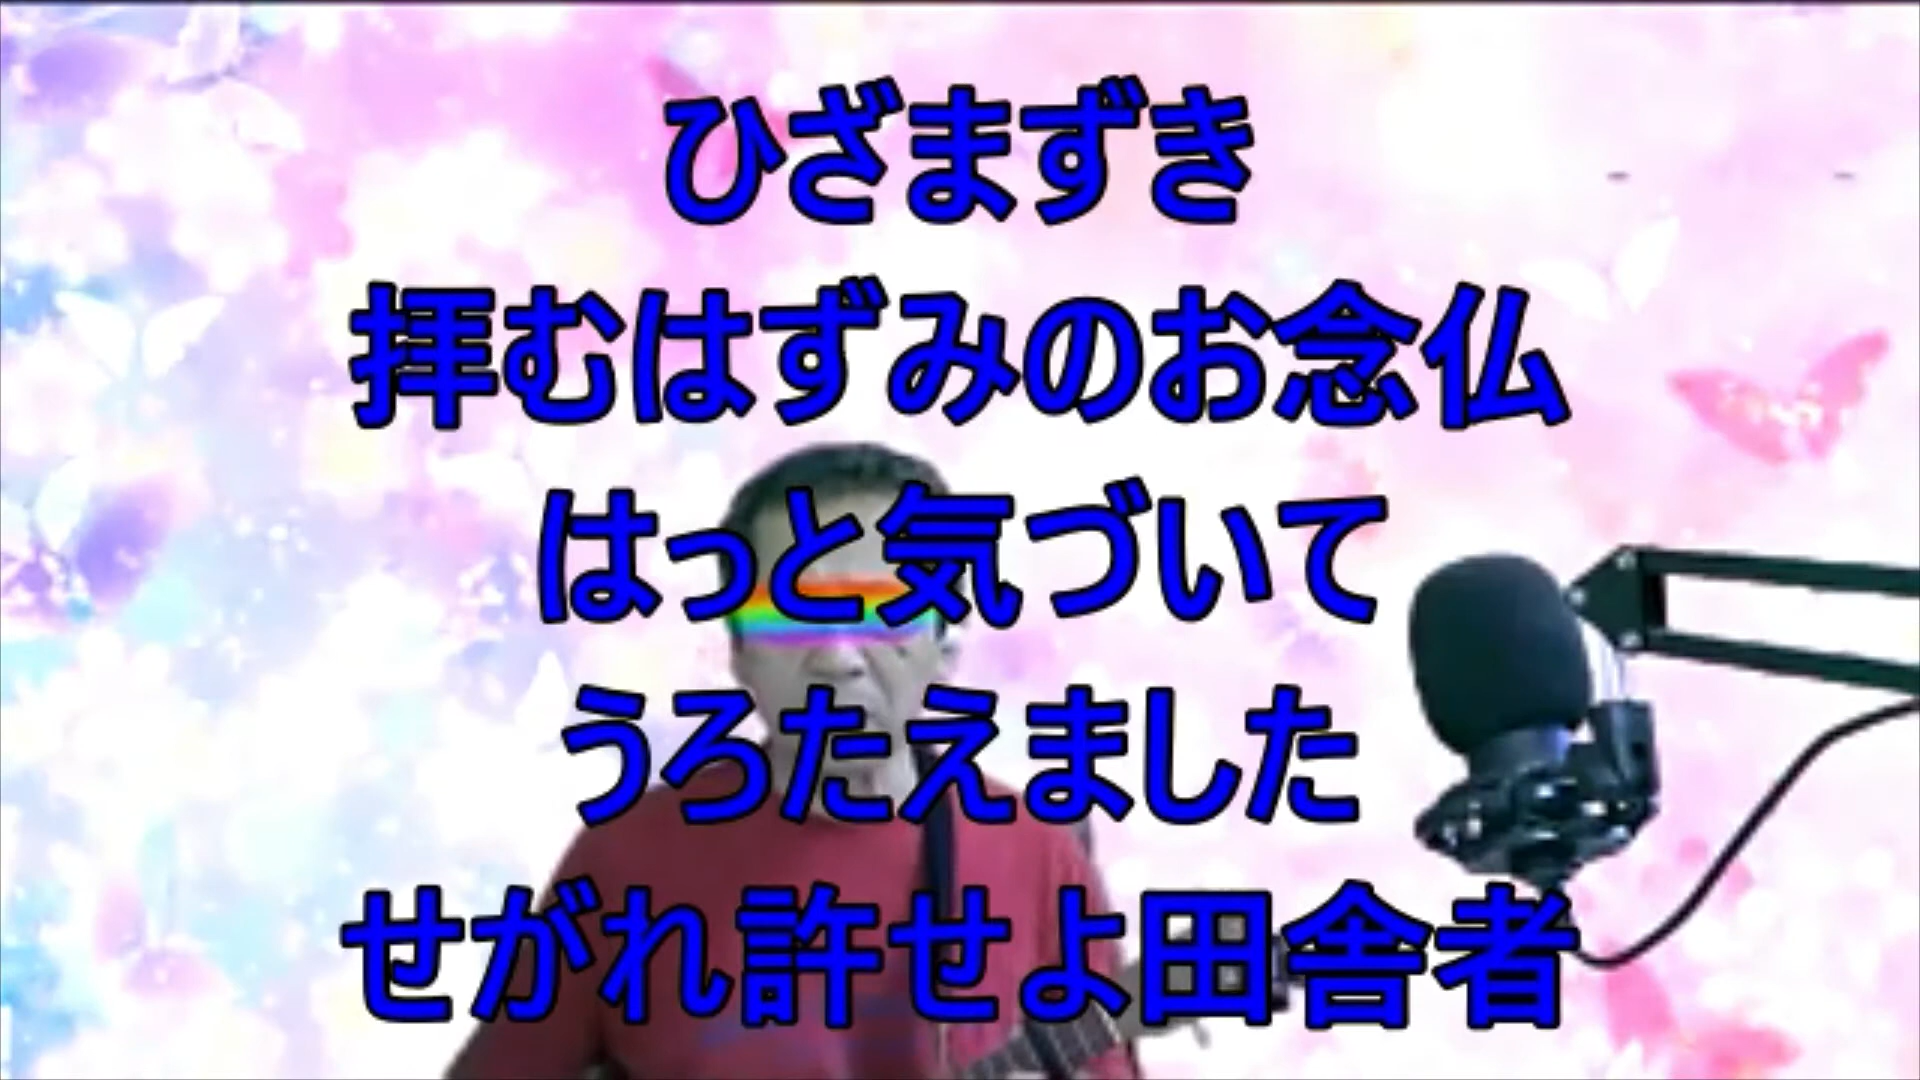 ひざまずき
拝むはずみのお念仏
はっと気づいて
うろたえました
せがれ許せよ田舎者